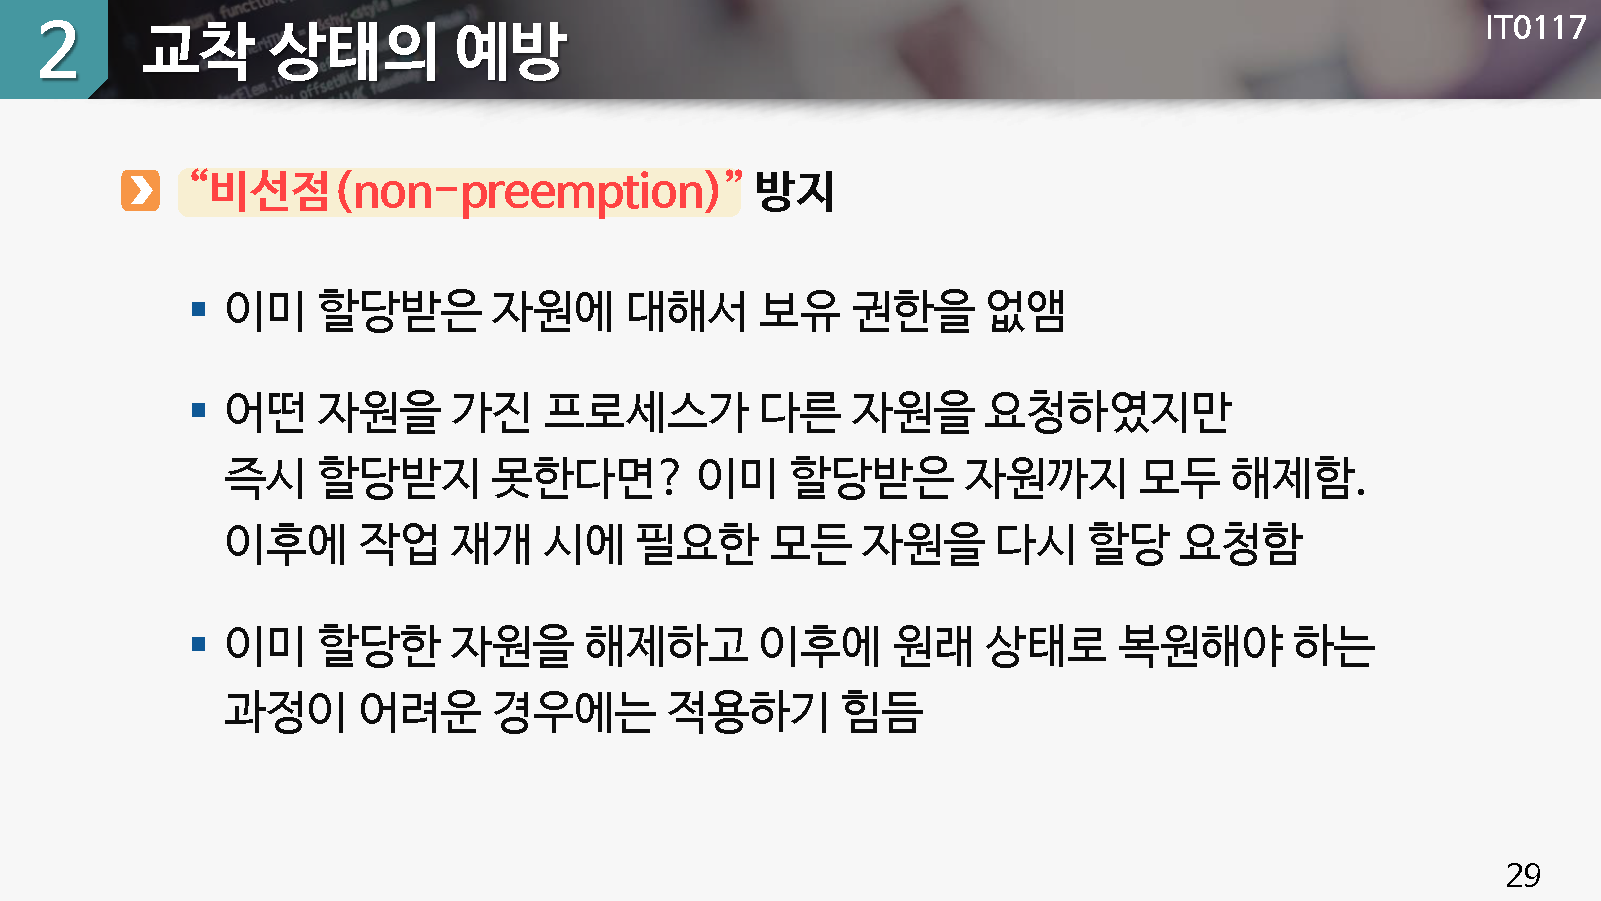 2 교착 상태의 예방
IT0117
“비선점(non-preemption)” 방지
이미 할당받은 자원에 대해서 보유 권한을 없앰
어떤 자원을 가진 프로세스가 다른 자원을 요청하였지만
즉시 할당받지 못한다면? 이미 할당받은 자원까지 모두 해제함.
이후에 작업 재개 시에 필요한 모든 자원을 다시 할당 요청함
이미 할당한 자원을 해제하고 이후에 원래 상태로 복원해야 하는
과정이 어려운 경우에는 적용하기 힘듬
29